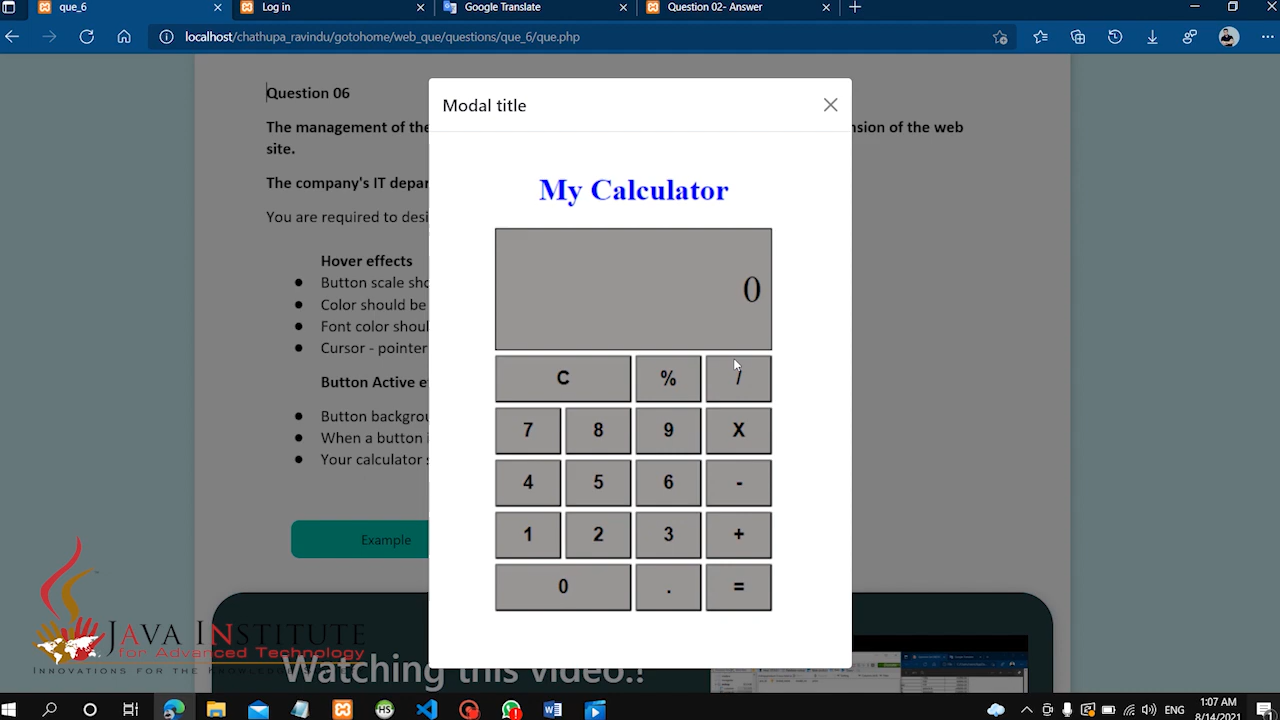 que_6
Log in
Google Translate
Question 02- Answer
localhost/chathupa_ravindu/gotohome/web_que/questions/que_6/que.php
Question 06
Modal title
The management of the
nsion of the web
site.
The company's IT depar
You are required to desi
My Calculator
0
Hover effects
Button scale sho
Color should be
Font color shoul
Cursor - pointer
Button Active e
Button backgrou
When a button i
Your calculator s
C % /
7 8 9 X
4 5 6 -
1 2 3 +
0 . =
Example
JAVA INSTITUTE
for Advanced Technology
INNOVATIONS FOR THE KNOWLEDG
Watching this video.!
HS
ENG
1:07 AM